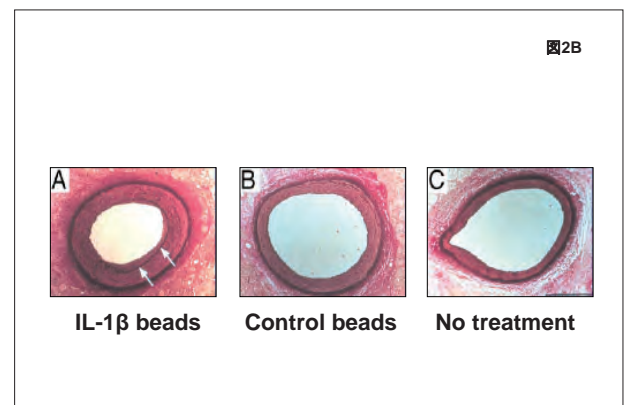 图2B
A
B
C
IL-1β beads
Control beads
No treatment